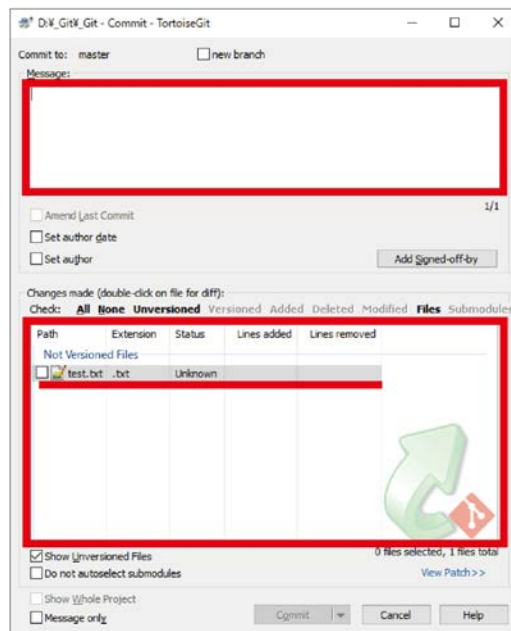 D:¥_Git¥_Git - Commit - TortoiseGit
Commit to: master new branch
Message:
1/1
Amend Last Commit
Set author date
Set author Add Signed-off-by
Changes made (double-click on file for diff):
Check: All None Unversioned Versioned Added Deleted Modified Files Submodules
Path Extension Status Lines added Lines removed
Not Versioned Files
test.txt .txt Unknown
Show Unversioned Files 0 files selected, 1 files total
Do not autoselect submodules View Patch>>
Show Whole Project
Message only Commit Cancel Help